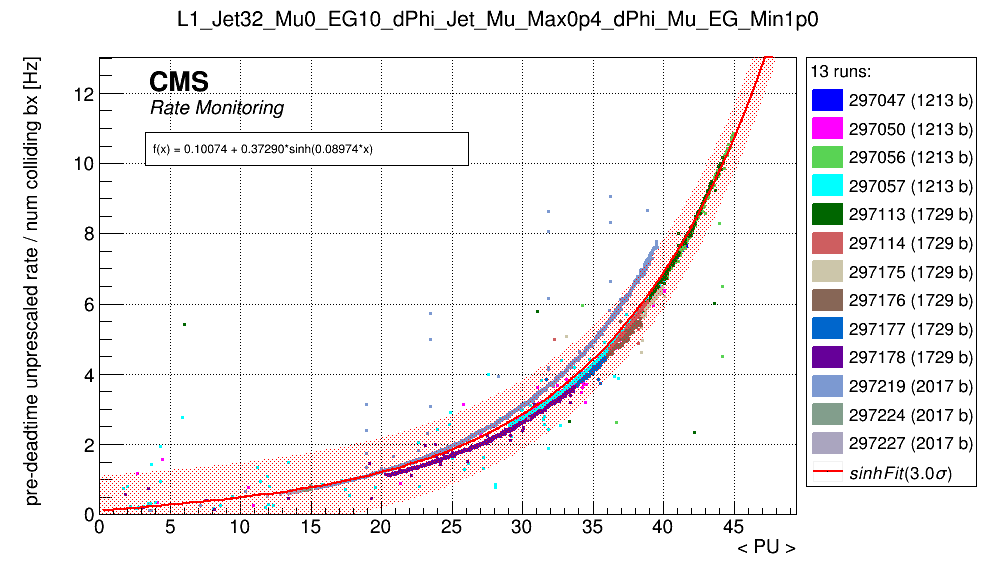 L1_Jet32_Mu0_EG10_dPhi_Jet_Mu_Max0p4_dPhi_Mu_EG_Min1p0
pre-deadtime unprescaled rate / num colliding bx [Hz]
CMS
Rate Monitoring
f(x) = 0.10074 + 0.37290*sinh(0.08974*x)
12
10
8
6
4
2
0
0 5 10 15 20 25 30 35 40 45
< PU >
13 runs:
297047 (1213 b)
297050 (1213 b)
297056 (1213 b)
297057 (1213 b)
297113 (1729 b)
297114 (1729 b)
297175 (1729 b)
297176 (1729 b)
297177 (1729 b)
297178 (1729 b)
297219 (2017 b)
297224 (2017 b)
297227 (2017 b)
sinhFit(3.0σ)